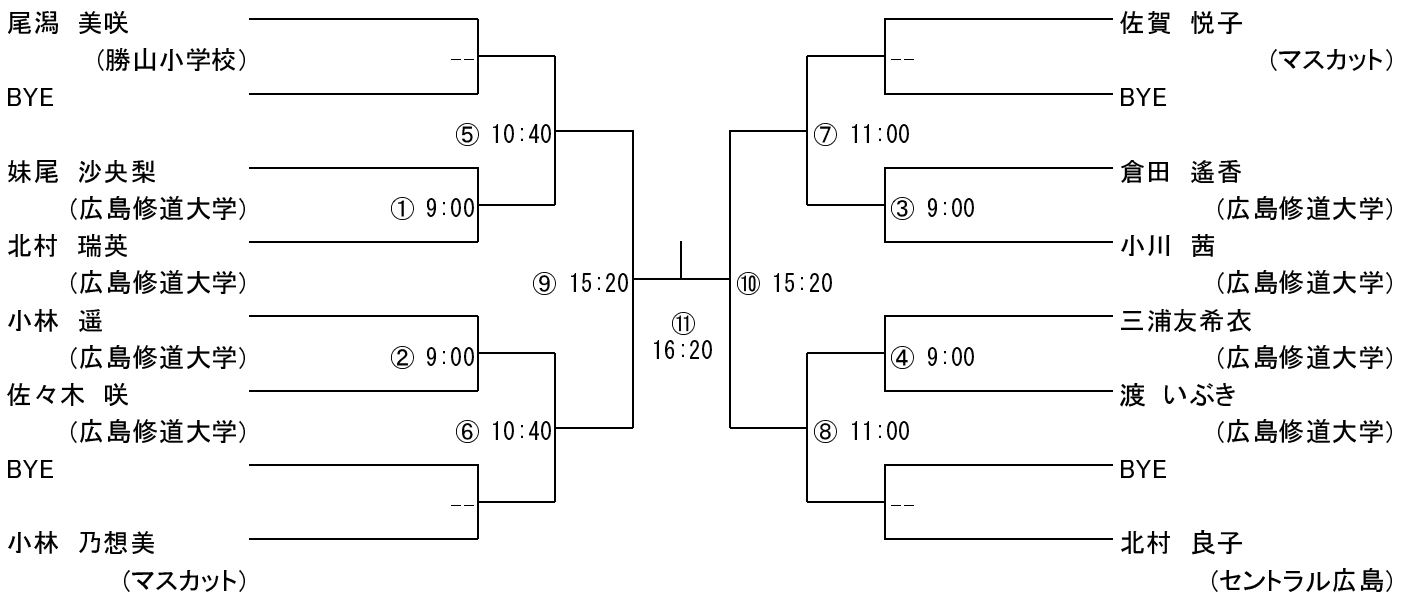 尾潟 美咲
(勝山小学校)
--
BYE
⑤ 10:40
妹尾 沙央梨
(広島修道大学)
① 9:00
北村 瑞英
(広島修道大学)
⑨ 15:20
小林 遥
(広島修道大学)
② 9:00
佐々木 咲
(広島修道大学)
⑥ 10:40
BYE
--
小林 乃想美
(マスカット)
⑪
16:20
佐賀 悦子
(マスカット)
--
BYE
⑦ 11:00
倉田 遙香
(広島修道大学)
③ 9:00
小川 茜
(広島修道大学)
⑩ 15:20
三浦友希衣
(広島修道大学)
④ 9:00
渡 いぶき
(広島修道大学)
⑧ 11:00
BYE
--
北村 良子
(セントラル広島)